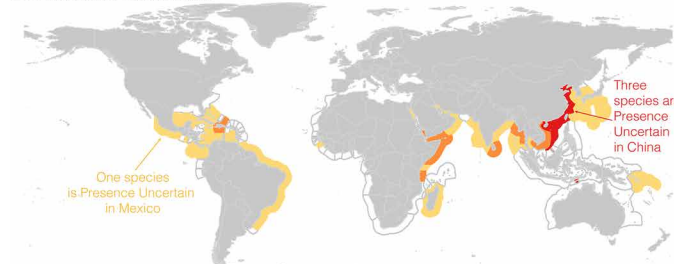 Three
species ar
Presence
Uncertain
in China
One species
is Presence Uncertain
in Mexico